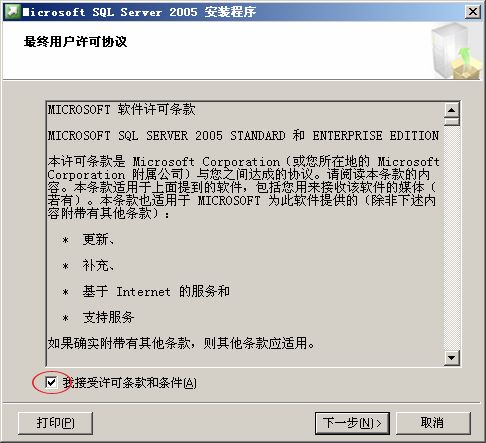 Microsoft SQL Server 2005 安装程序
最终用户许可协议
MICROSOFT 软件许可条款
MICROSOFT SQL SERVER 2005 STANDARD 和 ENTERPRISE EDITION
本许可条款是 Microsoft Corporation（或您所在地的 Microsoft
Corporation 附属公司）与您之间达成的协议。请阅读本条款的内
容。本条款适用于上面提到的软件，包括您用来接收该软件的媒体（
若有）。本条款也适用于 MICROSOFT 为此软件提供的（除非下述内
容附带有其他条款）：
* 更新、
* 补充、
* 基于 Internet 的服务和
* 支持服务
如果确实附带有其他条款，则其他条款应适用。
我接受许可条款和条件(A)
打印(P)
下一步(N)>
取消